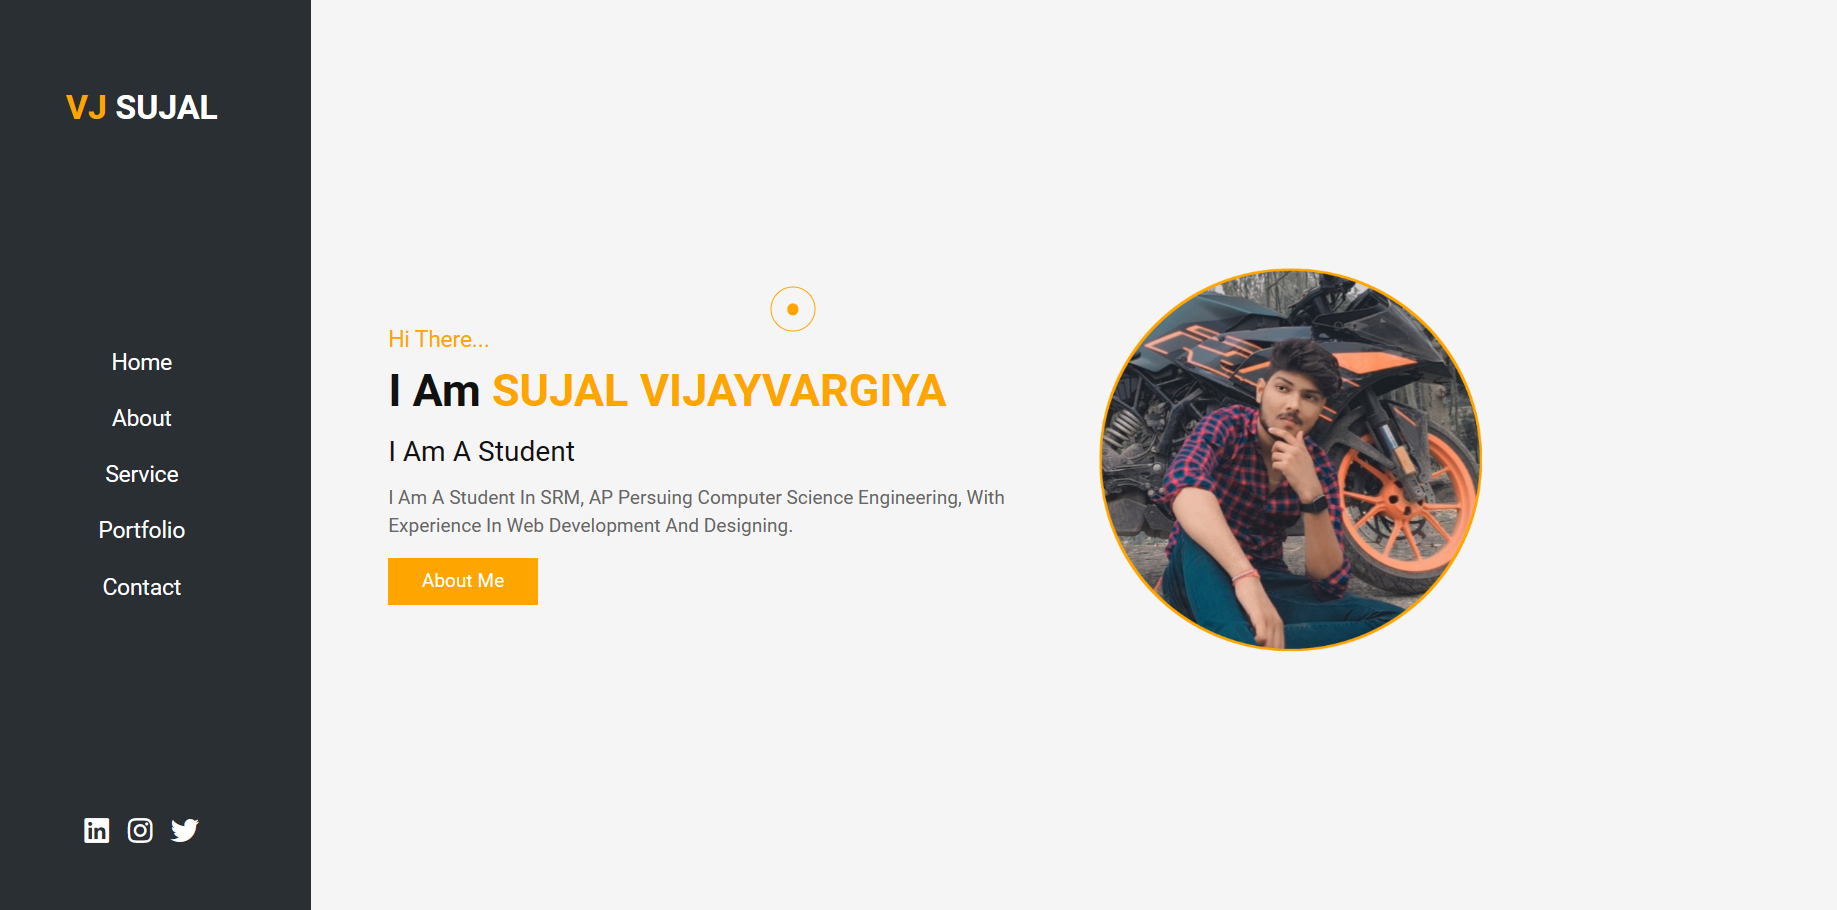 VJ SUJAL
Home
About
Service
Portfolio
Contact
Hi There...
I Am SUJAL VIJAYVARGIYA
I Am A Student
I Am A Student In SRM, AP Persuing Computer Science Engineering, With
Experience In Web Development And Designing.
About Me